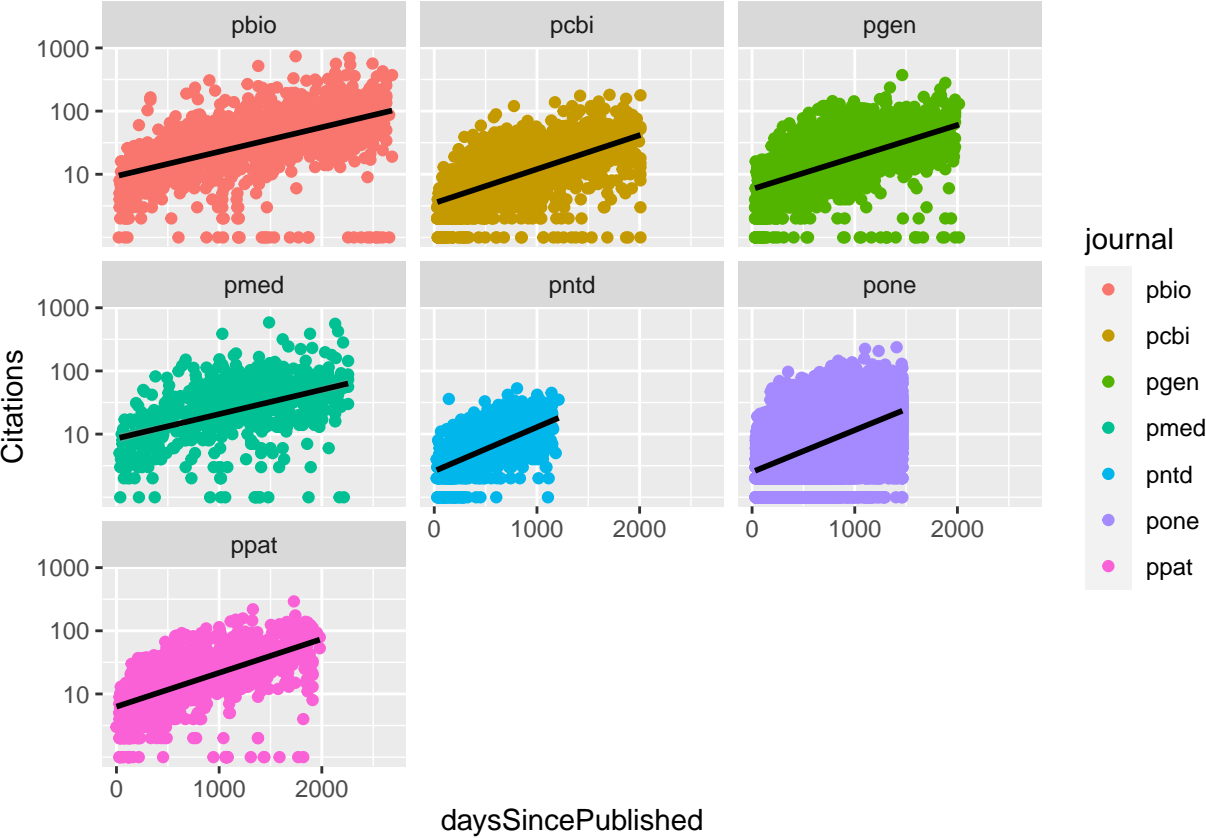 pbio pcbi pgen
1000
100
10
pmed pntd pone
1000
100
10
0 1000 2000 0 1000 2000
ppat
1000
100
10
0 1000 2000
daysSincePublished
Citations
journal
pbio
pcbi
pgen
pmed
pntd
pone
ppat